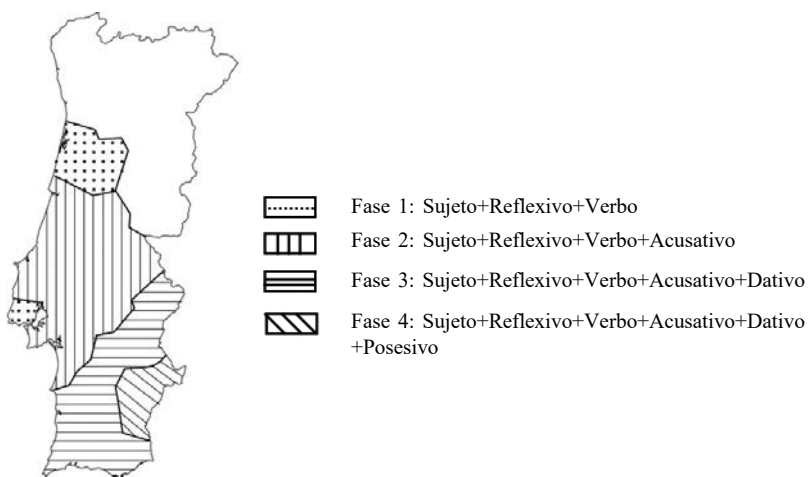 Fase 1: Sujeto+Reflexivo+Verbo
Fase 2: Sujeto+Reflexivo+Verbo+Acusativo
Fase 3: Sujeto+Reflexivo+Verbo+Acusativo+Dativo
Fase 4: Sujeto+Reflexivo+Verbo+Acusativo+Dativo
+Posesivo